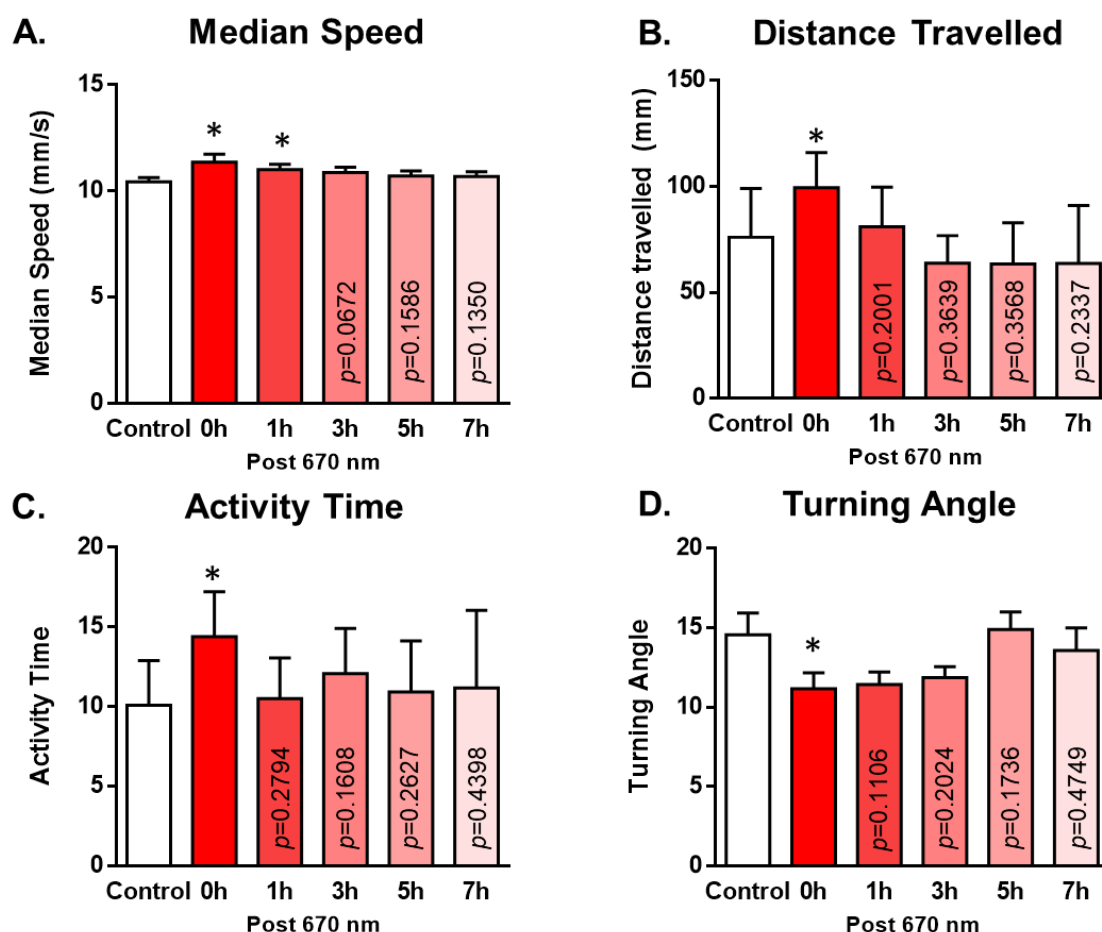 A.
Median Speed
Median Speed (mm/s)
15
10
5
0
*
*
p=0.0672
p=0.1586
p=0.1350
Control 0h 1h 3h 5h 7h
Post 670 nm
B.
Distance Travelled
Distance travelled (mm)
150
100
50
0
*
p=0.2001
p=0.3639
p=0.3568
p=0.2337
Control 0h 1h 3h 5h 7h
Post 670 nm
C.
Activity Time
Activity Time
20
15
10
5
0
*
p=0.2794
p=0.1608
p=0.2627
p=0.4398
Control 0h 1h 3h 5h 7h
Post 670 nm
D.
Turning Angle
Turning Angle
20
15
10
5
0
*
p=0.1106
p=0.2024
p=0.1736
p=0.4749
Control 0h 1h 3h 5h 7h
Post 670 nm